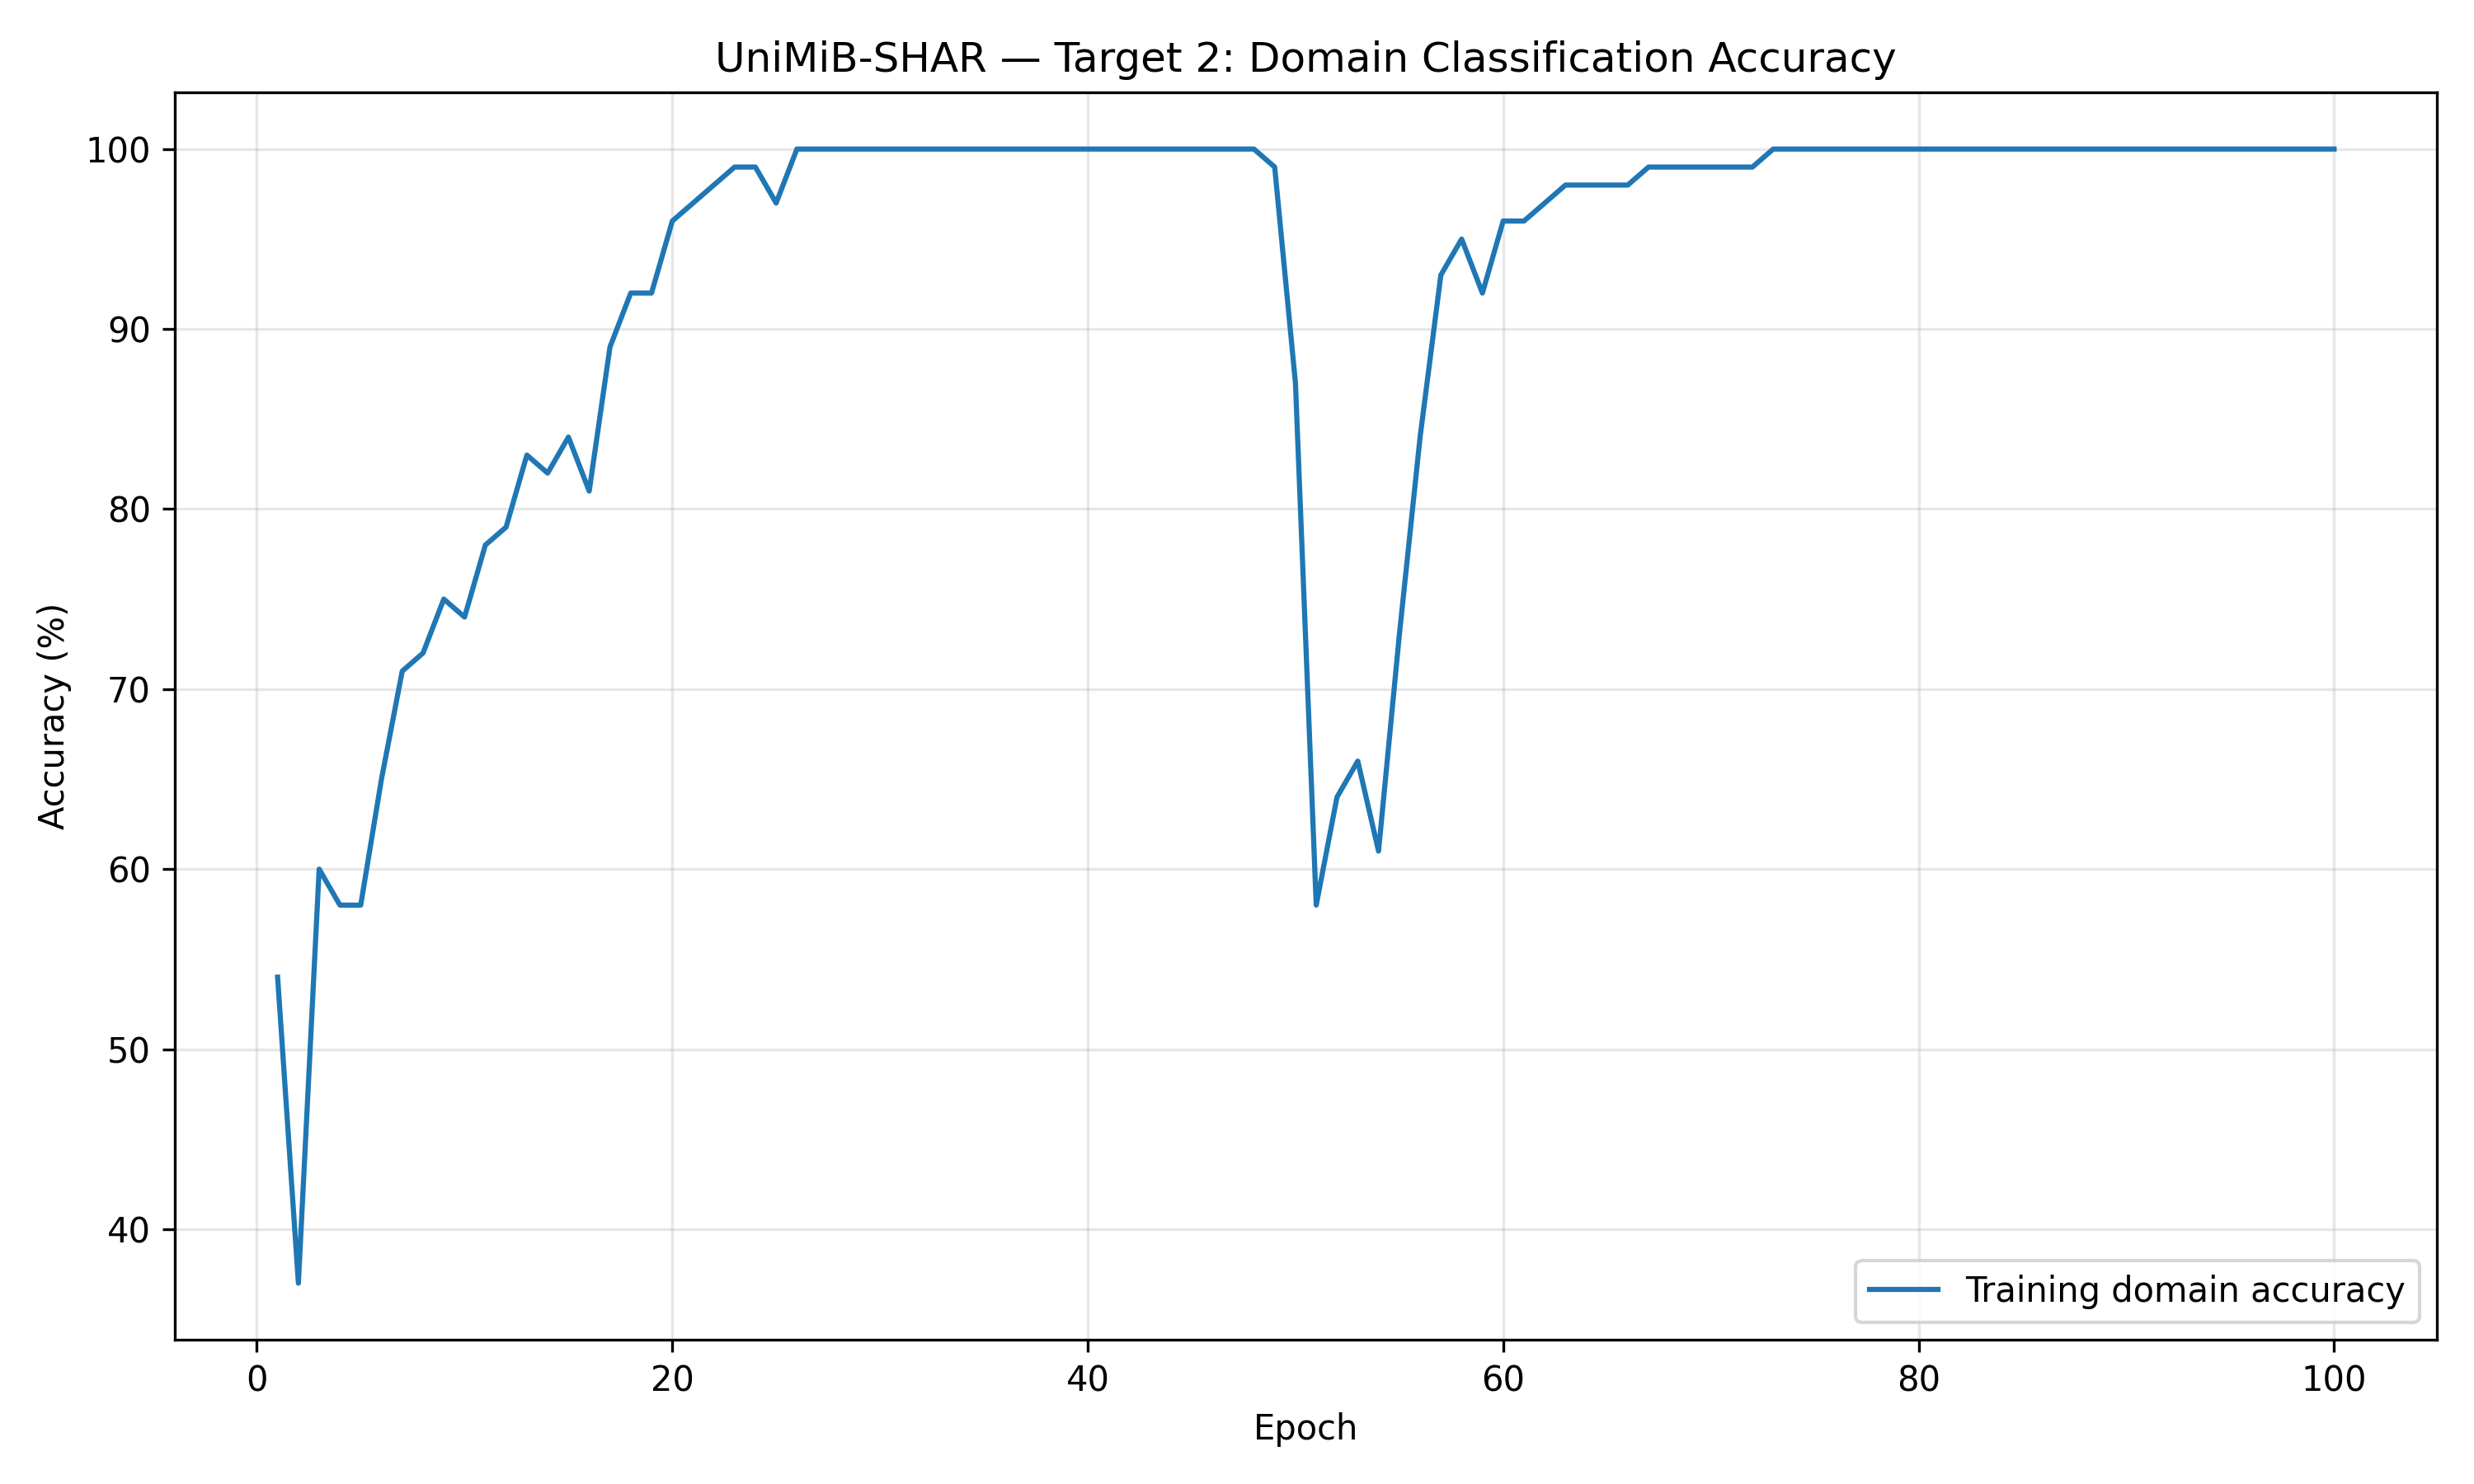 UniMiB-SHAR — Target 2: Domain Classification Accuracy
100
90
80
70
60
50
40
Accuracy (%)
Training domain accuracy
0 20 40 60 80 100
Epoch